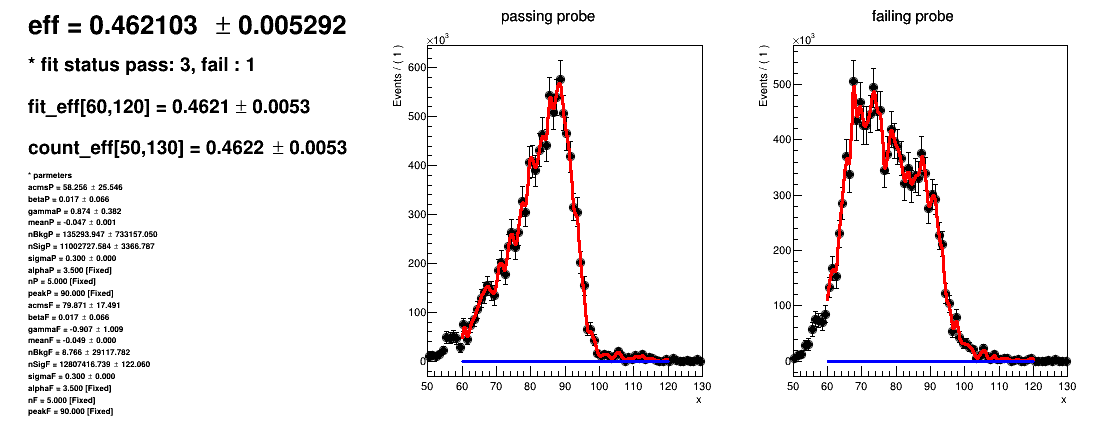 eff = 0.462103 ± 0.005292
* fit status pass: 3, fail : 1
fit_eff[60,120] = 0.4621 ± 0.0053
count_eff[50,130] = 0.4622 ± 0.0053
* parmeters
acmsP = 58.256 ± 25.546
betaP = 0.017 ± 0.066
gammaP = 0.874 ± 0.382
meanP = -0.047 ± 0.001
nBkgP = 135293.947 ± 733157.050
nSigP = 11002727.584 ± 3366.787
sigmaP = 0.300 ± 0.000
alphaP = 3.500 [Fixed]
nP = 5.000 [Fixed]
peakP = 90.000 [Fixed]
acmsF = 79.871 ± 17.491
betaF = 0.017 ± 0.066
gammaF = -0.907 ± 1.009
meanF = -0.049 ± 0.000
nBkgF = 8.766 ± 29117.782
nSigF = 12807416.739 ± 122.060
sigmaF = 0.300 ± 0.000
alphaF = 3.500 [Fixed]
nF = 5.000 [Fixed]
peakF = 90.000 [Fixed]
passing probe
×10³
Events / ( 1 )
600
500
400
300
200
100
0
50 60 70 80 90 100 110 120 130
x
failing probe
×10³
Events / ( 1 )
500
400
300
200
100
0
50 60 70 80 90 100 110 120 130
x